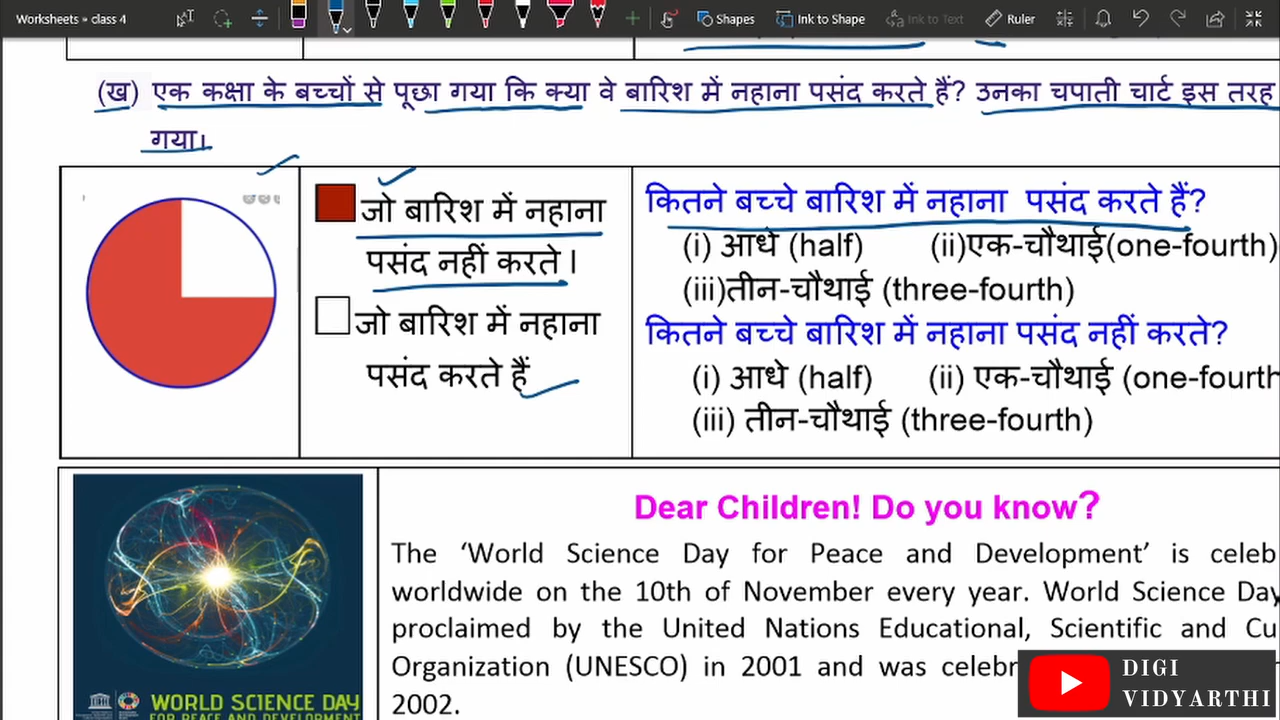 Worksheets – class 4
Shapes
Ink to Shape
Ink to Text
Ruler
(ख) एक कक्षा के बच्चों से पूछा गया कि क्या वे बारिश में नहाना पसंद करते हैं? उनका चपाती चार्ट इस तरह
गया।
जो बारिश में नहाना
पसंद नहीं करते।
जो बारिश में नहाना
पसंद करते हैं
कितने बच्चे बारिश में नहाना पसंद करते हैं?
(i) आधे (half) (ii)एक-चौथाई(one-fourth)
(iii)तीन-चौथाई (three-fourth)
कितने बच्चे बारिश में नहाना पसंद नहीं करते?
(i) आधे (half) (ii) एक-चौथाई (one-fourth
(iii) तीन-चौथाई (three-fourth)
Dear Children! Do you know?
The ‘World Science Day for Peace and Development’ is celeb
worldwide on the 10th of November every year. World Science Day
proclaimed by the United Nations Educational, Scientific and Cu
Organization (UNESCO) in 2001 and was celebr
2002.
WORLD SCIENCE DAY
FOR PEACE AND DEVELOPMENT
DIGI
VIDYARTHI